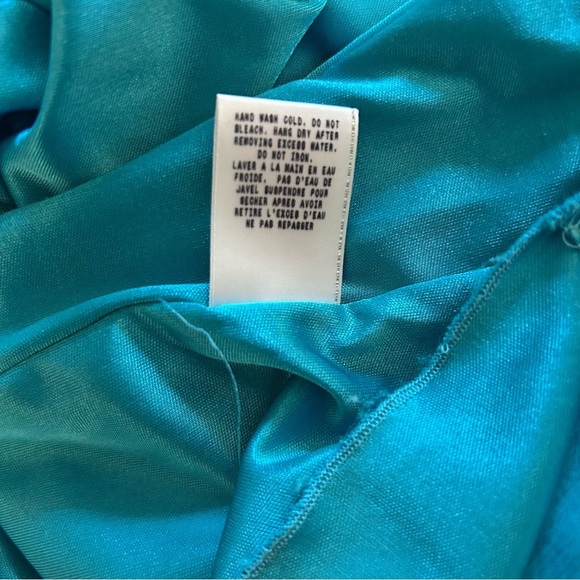 HAND WASH COLD. DO NOT
BLEACH. HANG DRY AFTER
REMOVING EXCESS WATER.
DO NOT IRON.
LAVER A LA MAIN EN EAU
FROIDE. PAS D'EAU DE
JAVEL SUSPENDRE POUR
SECHER APRES AVOIR
RETIRE L'EXCES D'EAU
NE PAS REPASSER